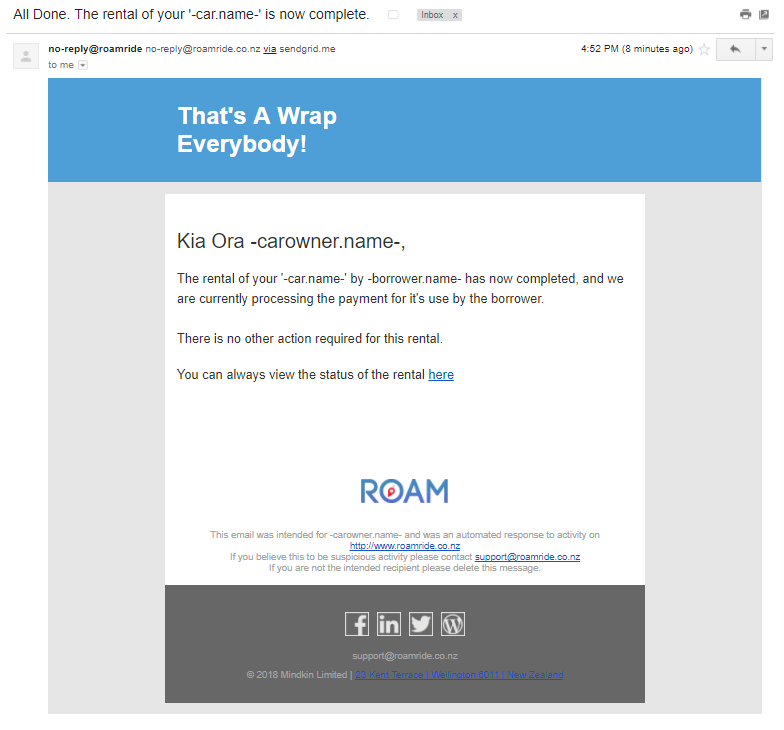 All Done. The rental of your '-car.name-' is now complete.
Inbox x
no-reply@roamride no-reply@roamride.co.nz via sendgrid.me
4:52 PM (8 minutes ago)
to me
That's A Wrap
Everybody!
Kia Ora -carowner.name-,
The rental of your '-car.name-' by -borrower.name- has now completed, and we
are currently processing the payment for it's use by the borrower.
There is no other action required for this rental.
You can always view the status of the rental here
ROAM
This email was intended for -carowner.name- and was an automated response to activity on
http://www.roamride.co.nz
If you believe this to be suspicious activity please contact support@roamride.co.nz
If you are not the intended recipient please delete this message.
f in W
support@roamride.co.nz
© 2018 Mindkin Limited | 23 Kent Terrace | Wellington 6011 | New Zealand